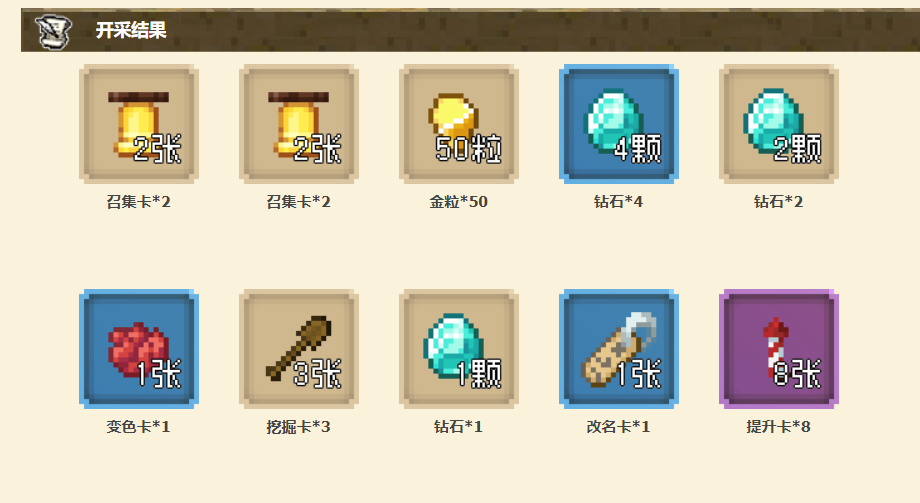 开采结果
2张
2张
50粒
4颗
2颗
召集卡*2
召集卡*2
金粒*50
钻石*4
钻石*2
1张
3张
1颗
1张
8张
变色卡*1
挖掘卡*3
钻石*1
改名卡*1
提升卡*8